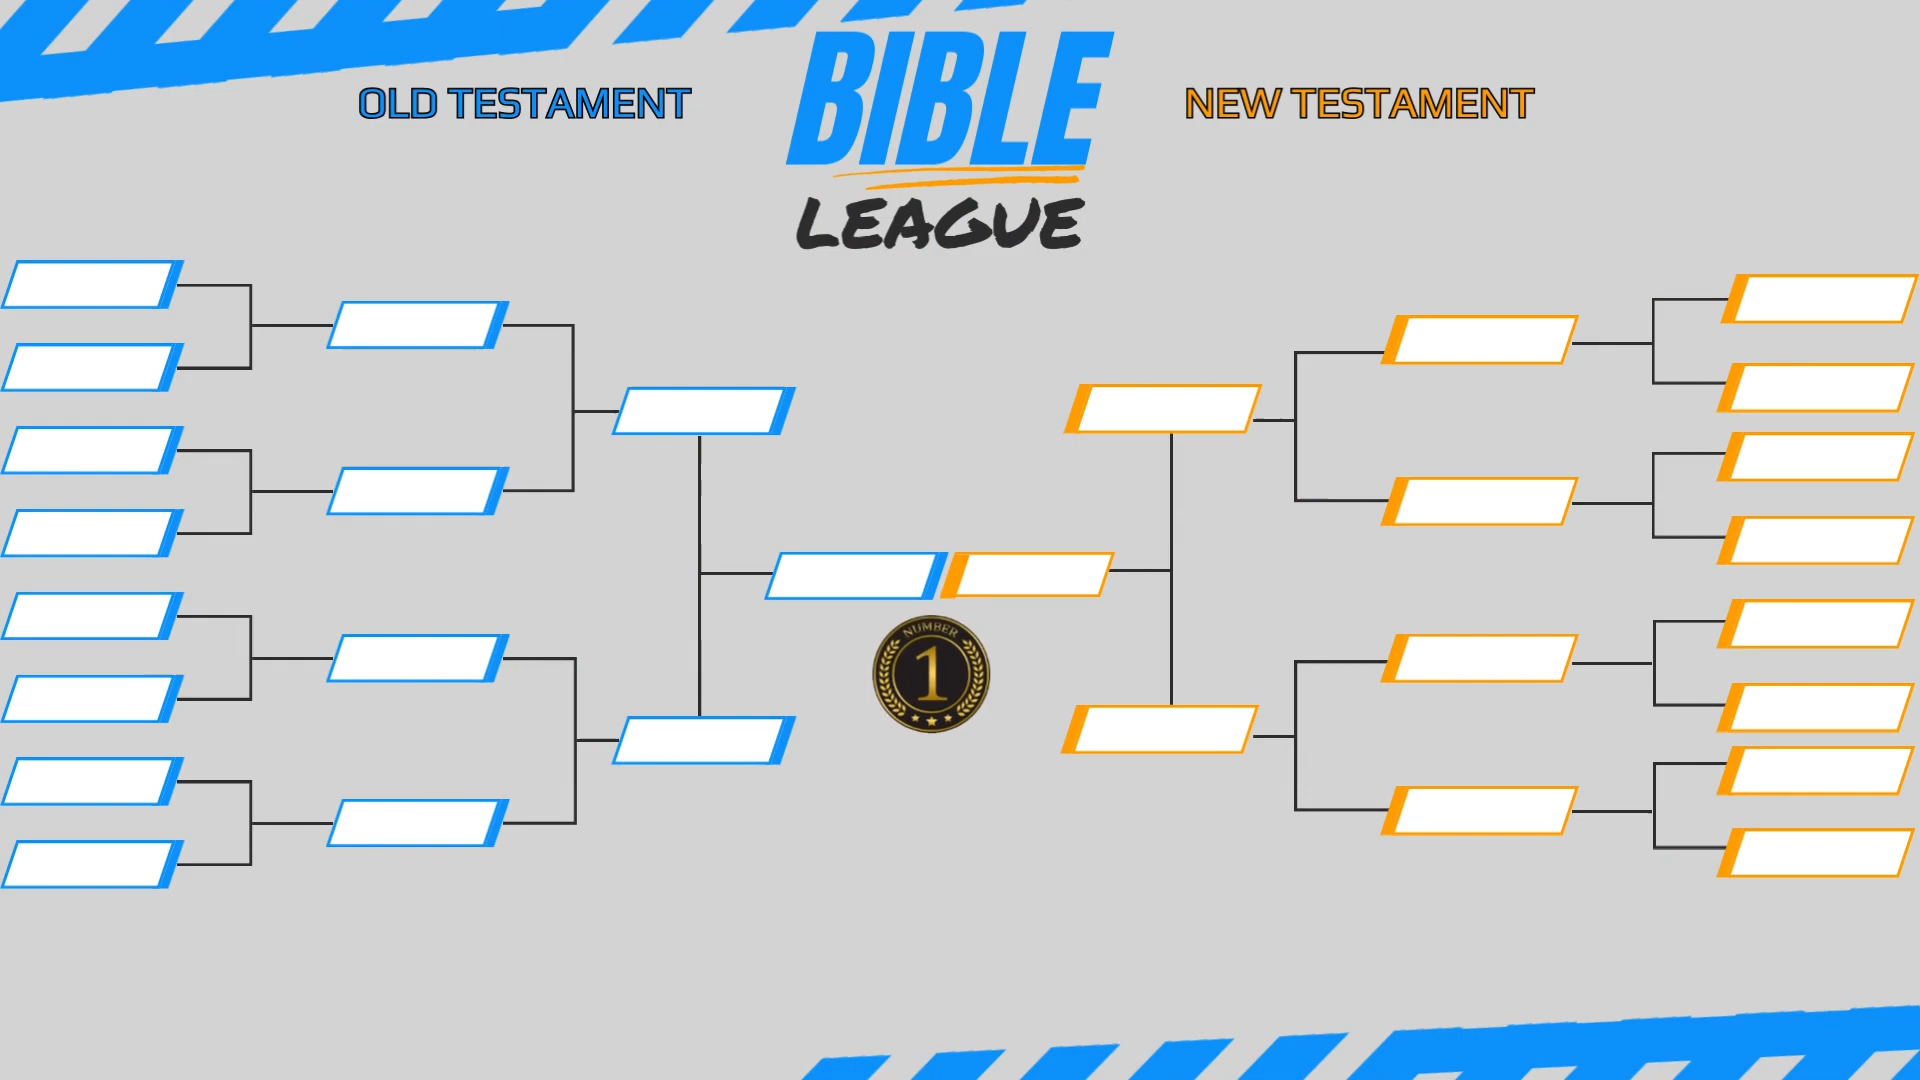 BIBLE
OLD TESTAMENT
NEW TESTAMENT
LEAGUE
NUMBER
1